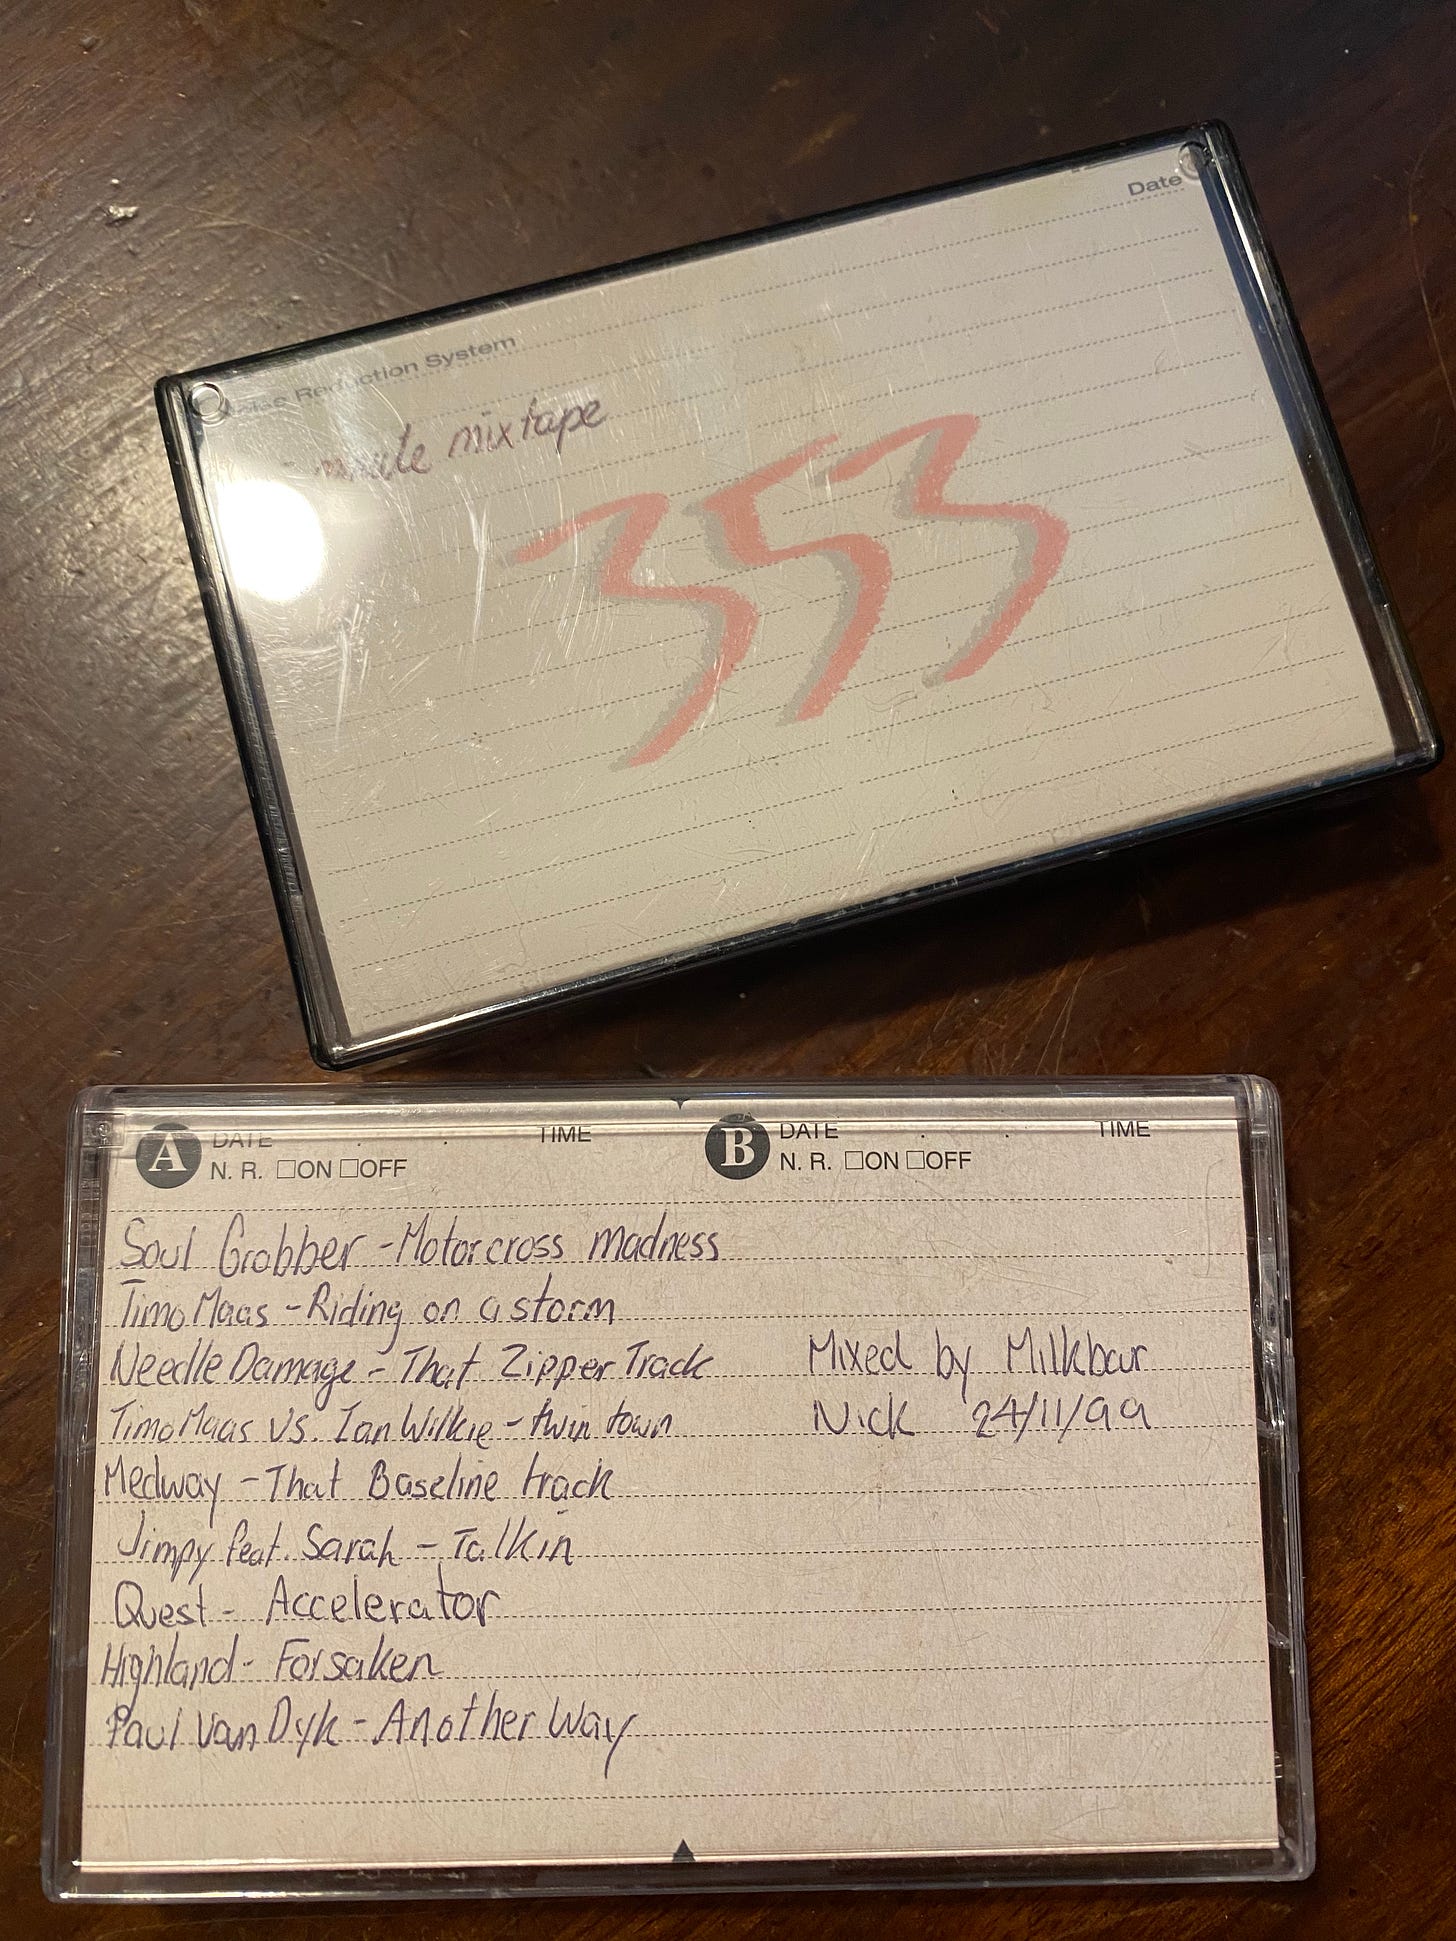 Date
Reduction System
mixtape
353
A DATE . . TIME B DATE . . TIME
N. R. □ON □OFF N. R. □ON □OFF
Soul Grabber - Motorcross madness
Timo Maas - Riding on a storm
Needle Damage - That Zipper Track Mixed by Milkbar
Timo Maas vs. Ian Wilkie - twin town Nick 24/11/99
Medway - That Baseline track
Jimpy feat. Sarah - Talkin
Quest - Accelerator
Highland - Forsaken
Paul Van Dyk - Another Way